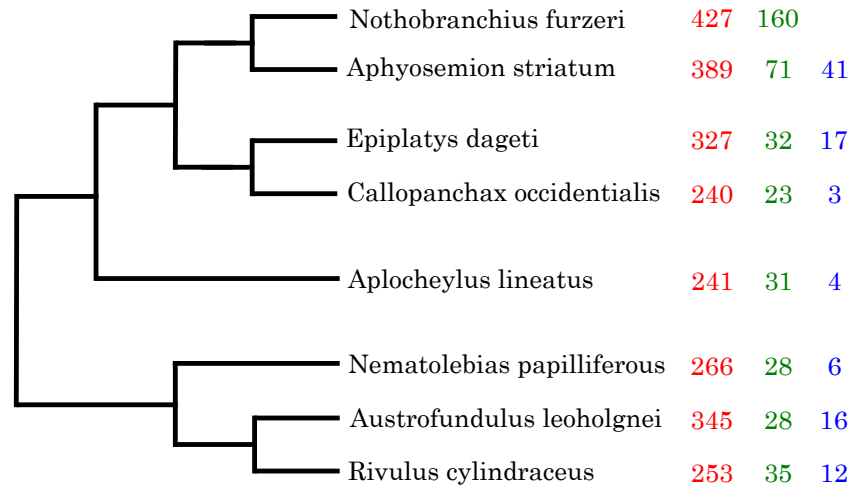 Nothobranchius furzeri 427 160
Aphyosemion striatum 389 71 41
Epiplatys dageti 327 32 17
Callopanchax occidentialis 240 23 3
Aplocheylus lineatus 241 31 4
Nematolebias papilliferous 266 28 6
Austrofundulus leoholgnei 345 28 16
Rivulus cylindraceus 253 35 12